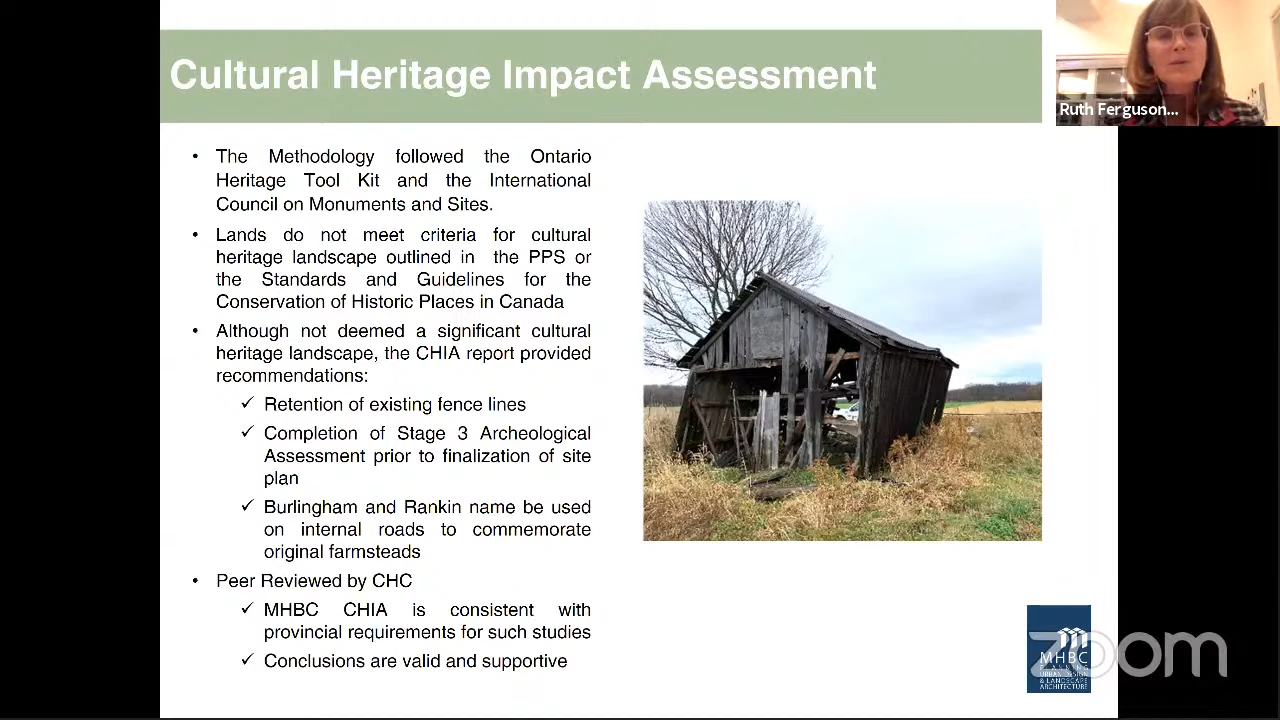 Cultural Heritage Impact Assessment
Ruth Ferguson...
• The Methodology followed the Ontario
Heritage Tool Kit and the International
Council on Monuments and Sites.
• Lands do not meet criteria for cultural
heritage landscape outlined in the PPS or
the Standards and Guidelines for the
Conservation of Historic Places in Canada
• Although not deemed a significant cultural
heritage landscape, the CHIA report provided
recommendations:
✓ Retention of existing fence lines
✓ Completion of Stage 3 Archeological
Assessment prior to finalization of site
plan
✓ Burlingham and Rankin name be used
on internal roads to commemorate
original farmsteads
• Peer Reviewed by CHC
✓ MHBC CHIA is consistent with
provincial requirements for such studies
✓ Conclusions are valid and supportive
zoom
MHBC
PLANNING
URBAN DESIGN
& LANDSCAPE
ARCHITECTURE